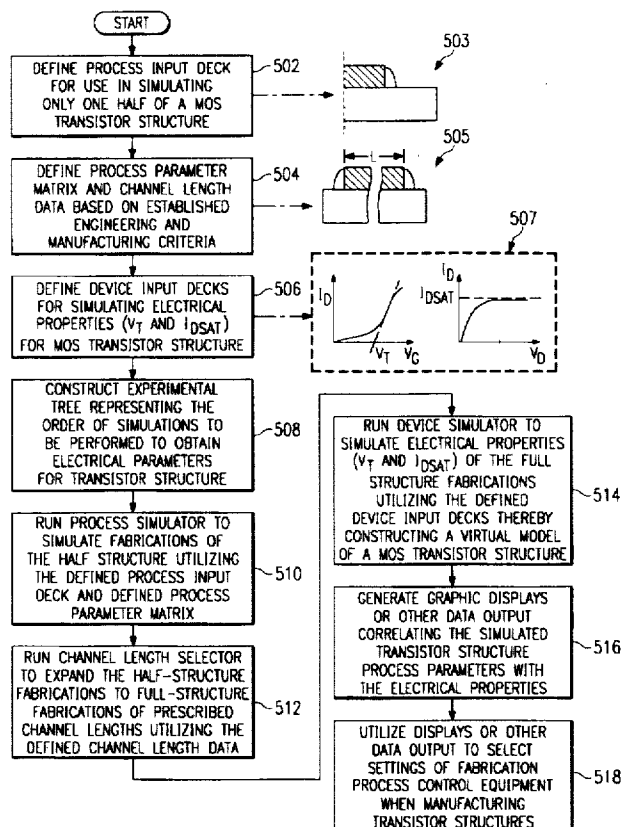 START
DEFINE PROCESS INPUT DECK
FOR USE IN SIMULATING
ONLY ONE HALF OF A MOS
TRANSISTOR STRUCTURE
502
503
DEFINE PROCESS PARAMETER
MATRIX AND CHANNEL LENGTH
DATA BASED ON ESTABLISHED
ENGINEERING AND
MANUFACTURING CRITERIA
504
L
505
DEFINE DEVICE INPUT DECKS
FOR SIMULATING ELECTRICAL
PROPERTIES (VT AND IDSAT)
FOR MOS TRANSISTOR STRUCTURE
506
507
ID
VT
VG
ID
IDSAT
VD
CONSTRUCT EXPERIMENTAL
TREE REPRESENTING THE
ORDER OF SIMULATIONS TO
BE PERFORMED TO OBTAIN
ELECTRICAL PARAMETERS
FOR TRANSISTOR STRUCTURE
508
RUN PROCESS SIMULATOR TO
SIMULATE FABRICATIONS OF
THE HALF STRUCTURE UTILIZING
THE DEFINED PROCESS INPUT
DECK AND DEFINED PROCESS
PARAMETER MATRIX
510
RUN CHANNEL LENGTH SELECTOR
TO EXPAND THE HALF-STRUCTURE
FABRICATIONS TO FULL-STRUCTURE
FABRICATIONS OF PRESCRIBED
CHANNEL LENGTHS UTILIZING THE
DEFINED CHANNEL LENGTH DATA
512
RUN DEVICE SIMULATOR TO
SIMULATE ELECTRICAL PROPERTIES
(VT AND IDSAT) OF THE FULL
STRUCTURE FABRICATIONS
UTILIZING THE DEFINED
DEVICE INPUT DECKS THEREBY
CONSTRUCTING A VIRTUAL MODEL
OF A MOS TRANSISTOR STRUCTURE
514
GENERATE GRAPHIC DISPLAYS
OR OTHER DATA OUTPUT
CORRELATING THE SIMULATED
TRANSISTOR STRUCTURE
PROCESS PARAMETERS WITH
THE ELECTRICAL PROPERTIES
516
UTILIZE DISPLAYS OR OTHER
DATA OUTPUT TO SELECT
SETTINGS OF FABRICATION
PROCESS CONTROL EQUIPMENT
WHEN MANUFACTURING
TRANSISTOR STRUCTURES
518